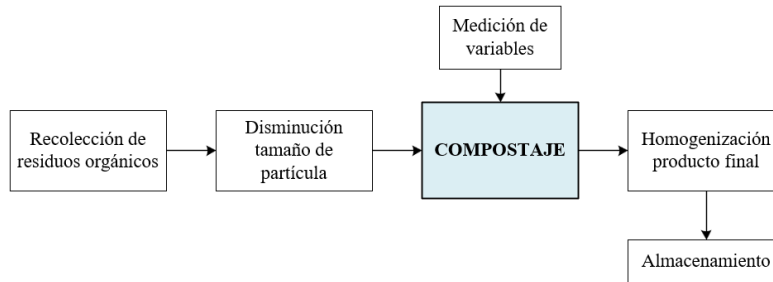 Medición de
variables
Recolección de
residuos orgánicos
Disminución
tamaño de
partícula
COMPOSTAJE
Homogenización
producto final
Almacenamiento